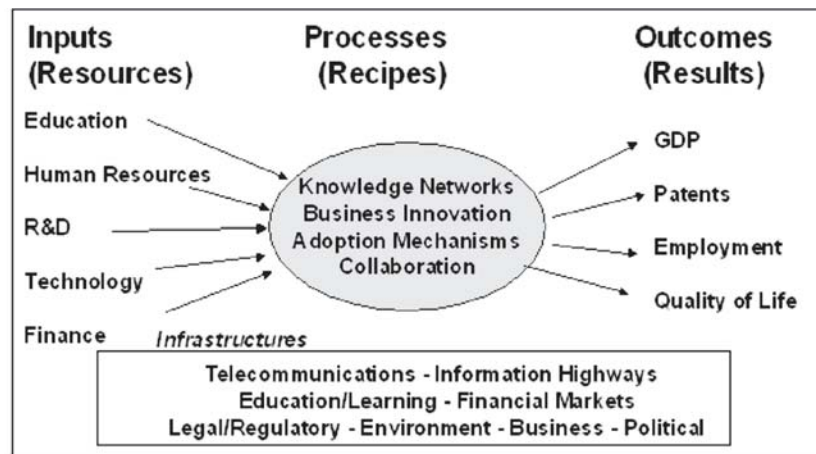 Inputs
(Resources)
Processes
(Recipes)
Outcomes
(Results)
Education
Human Resources
R&D
Technology
Finance
Knowledge Networks
Business Innovation
Adoption Mechanisms
Collaboration
GDP
Patents
Employment
Quality of Life
Infrastructures
Telecommunications - Information Highways
Education/Learning - Financial Markets
Legal/Regulatory - Environment - Business - Political